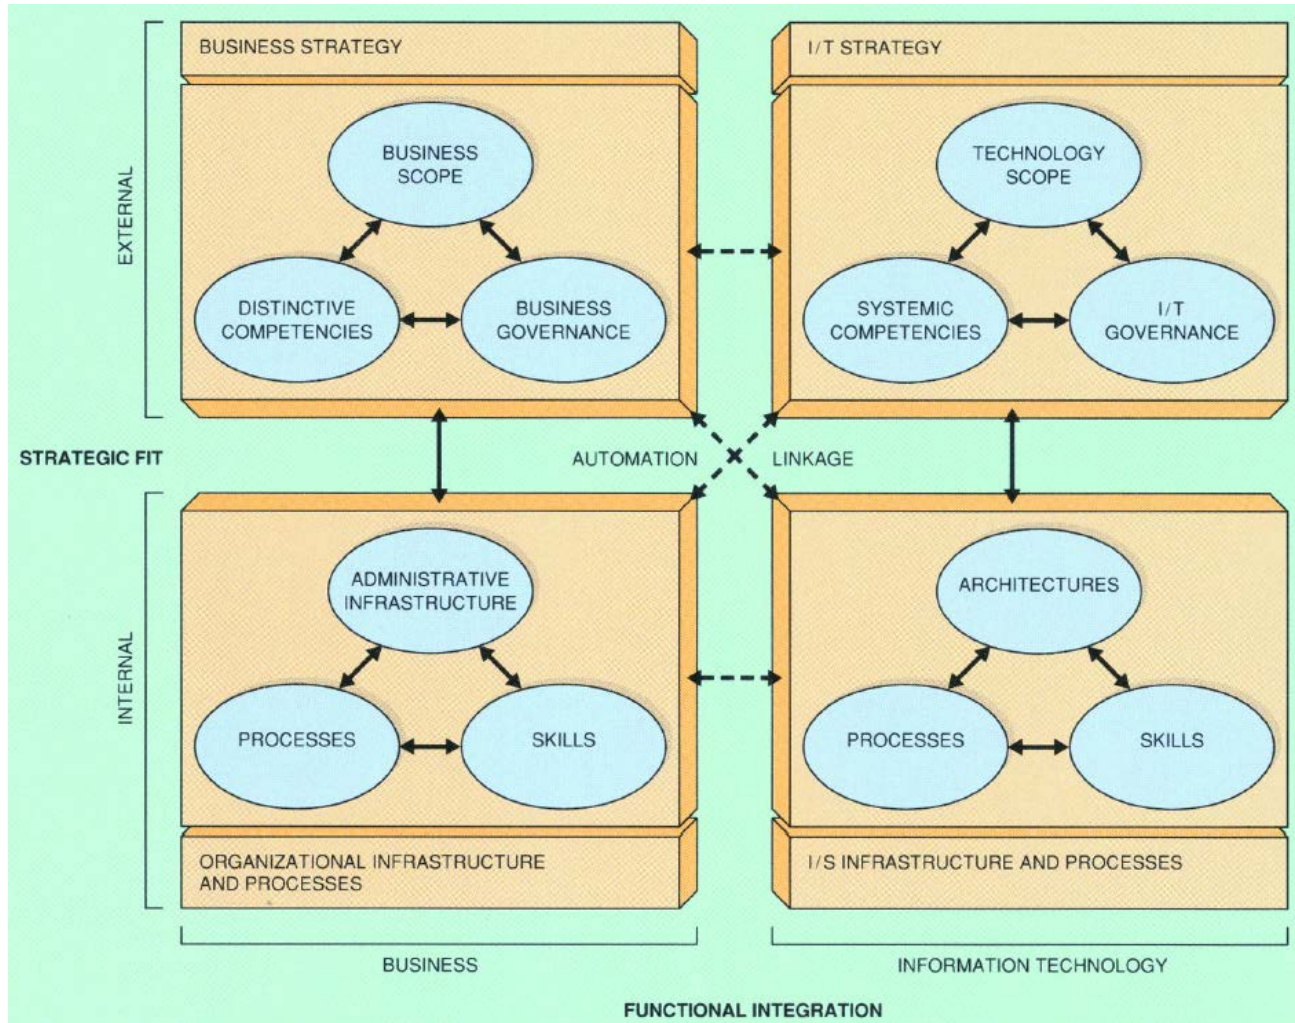 BUSINESS STRATEGY
I/T STRATEGY
BUSINESS
SCOPE
TECHNOLOGY
SCOPE
EXTERNAL
DISTINCTIVE
COMPETENCIES
BUSINESS
GOVERNANCE
SYSTEMIC
COMPETENCIES
I/T
GOVERNANCE
STRATEGIC FIT
AUTOMATION
LINKAGE
ADMINISTRATIVE
INFRASTRUCTURE
ARCHITECTURES
INTERNAL
PROCESSES
SKILLS
PROCESSES
SKILLS
ORGANIZATIONAL INFRASTRUCTURE
AND PROCESSES
I/S INFRASTRUCTURE AND PROCESSES
BUSINESS
INFORMATION TECHNOLOGY
FUNCTIONAL INTEGRATION